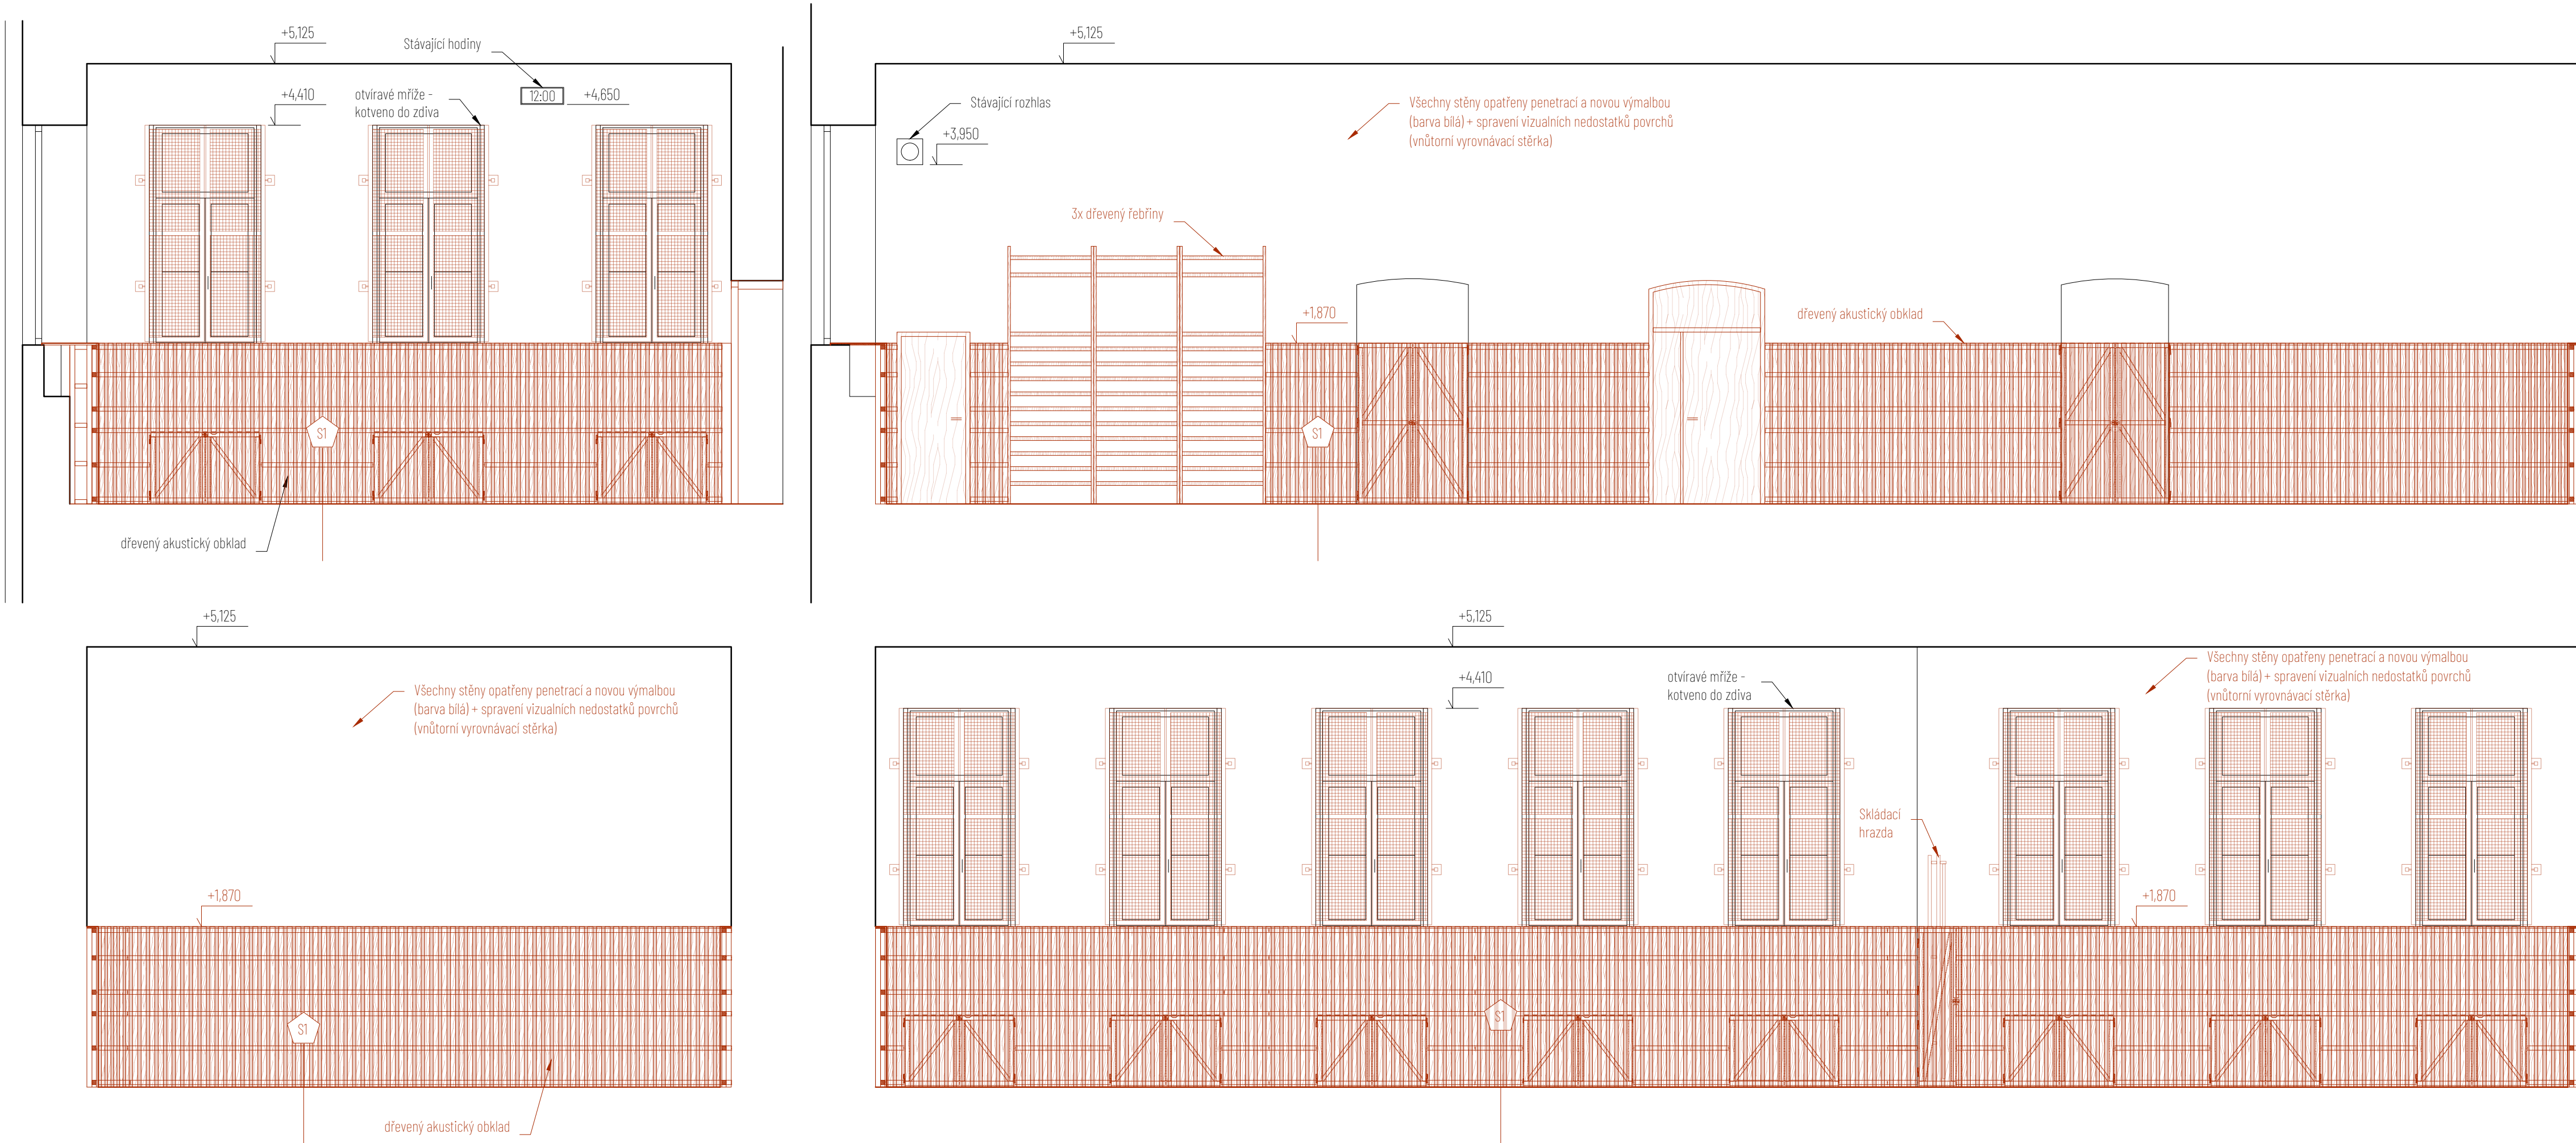 +5,125
Stávající hodiny
+4,410
otvíravé mříže -
kotveno do zdiva
12:00
+4,650
S1
dřevený akustický obklad
+5,125
Stávající rozhlas
+3,950
Všechny stěny opatřeny penetrací a novou výmalbou
(barva bílá) + spravení vizualních nedostatků povrchů
(vnůtorní vyrovnávací stěrka)
3x dřevený řebřiny
+1,870
dřevený akustický obklad
S1
+5,125
Všechny stěny opatřeny penetrací a novou výmalbou
(barva bílá) + spravení vizualních nedostatků povrchů
(vnůtorní vyrovnávací stěrka)
+1,870
S1
dřevený akustický obklad
+5,125
+4,410
otvíravé mříže -
kotveno do zdiva
Všechny stěny opatřeny penetrací a novou výmalbou
(barva bílá) + spravení vizualních nedostatků povrchů
(vnůtorní vyrovnávací stěrka)
Skládací
hrazda
+1,870
S1